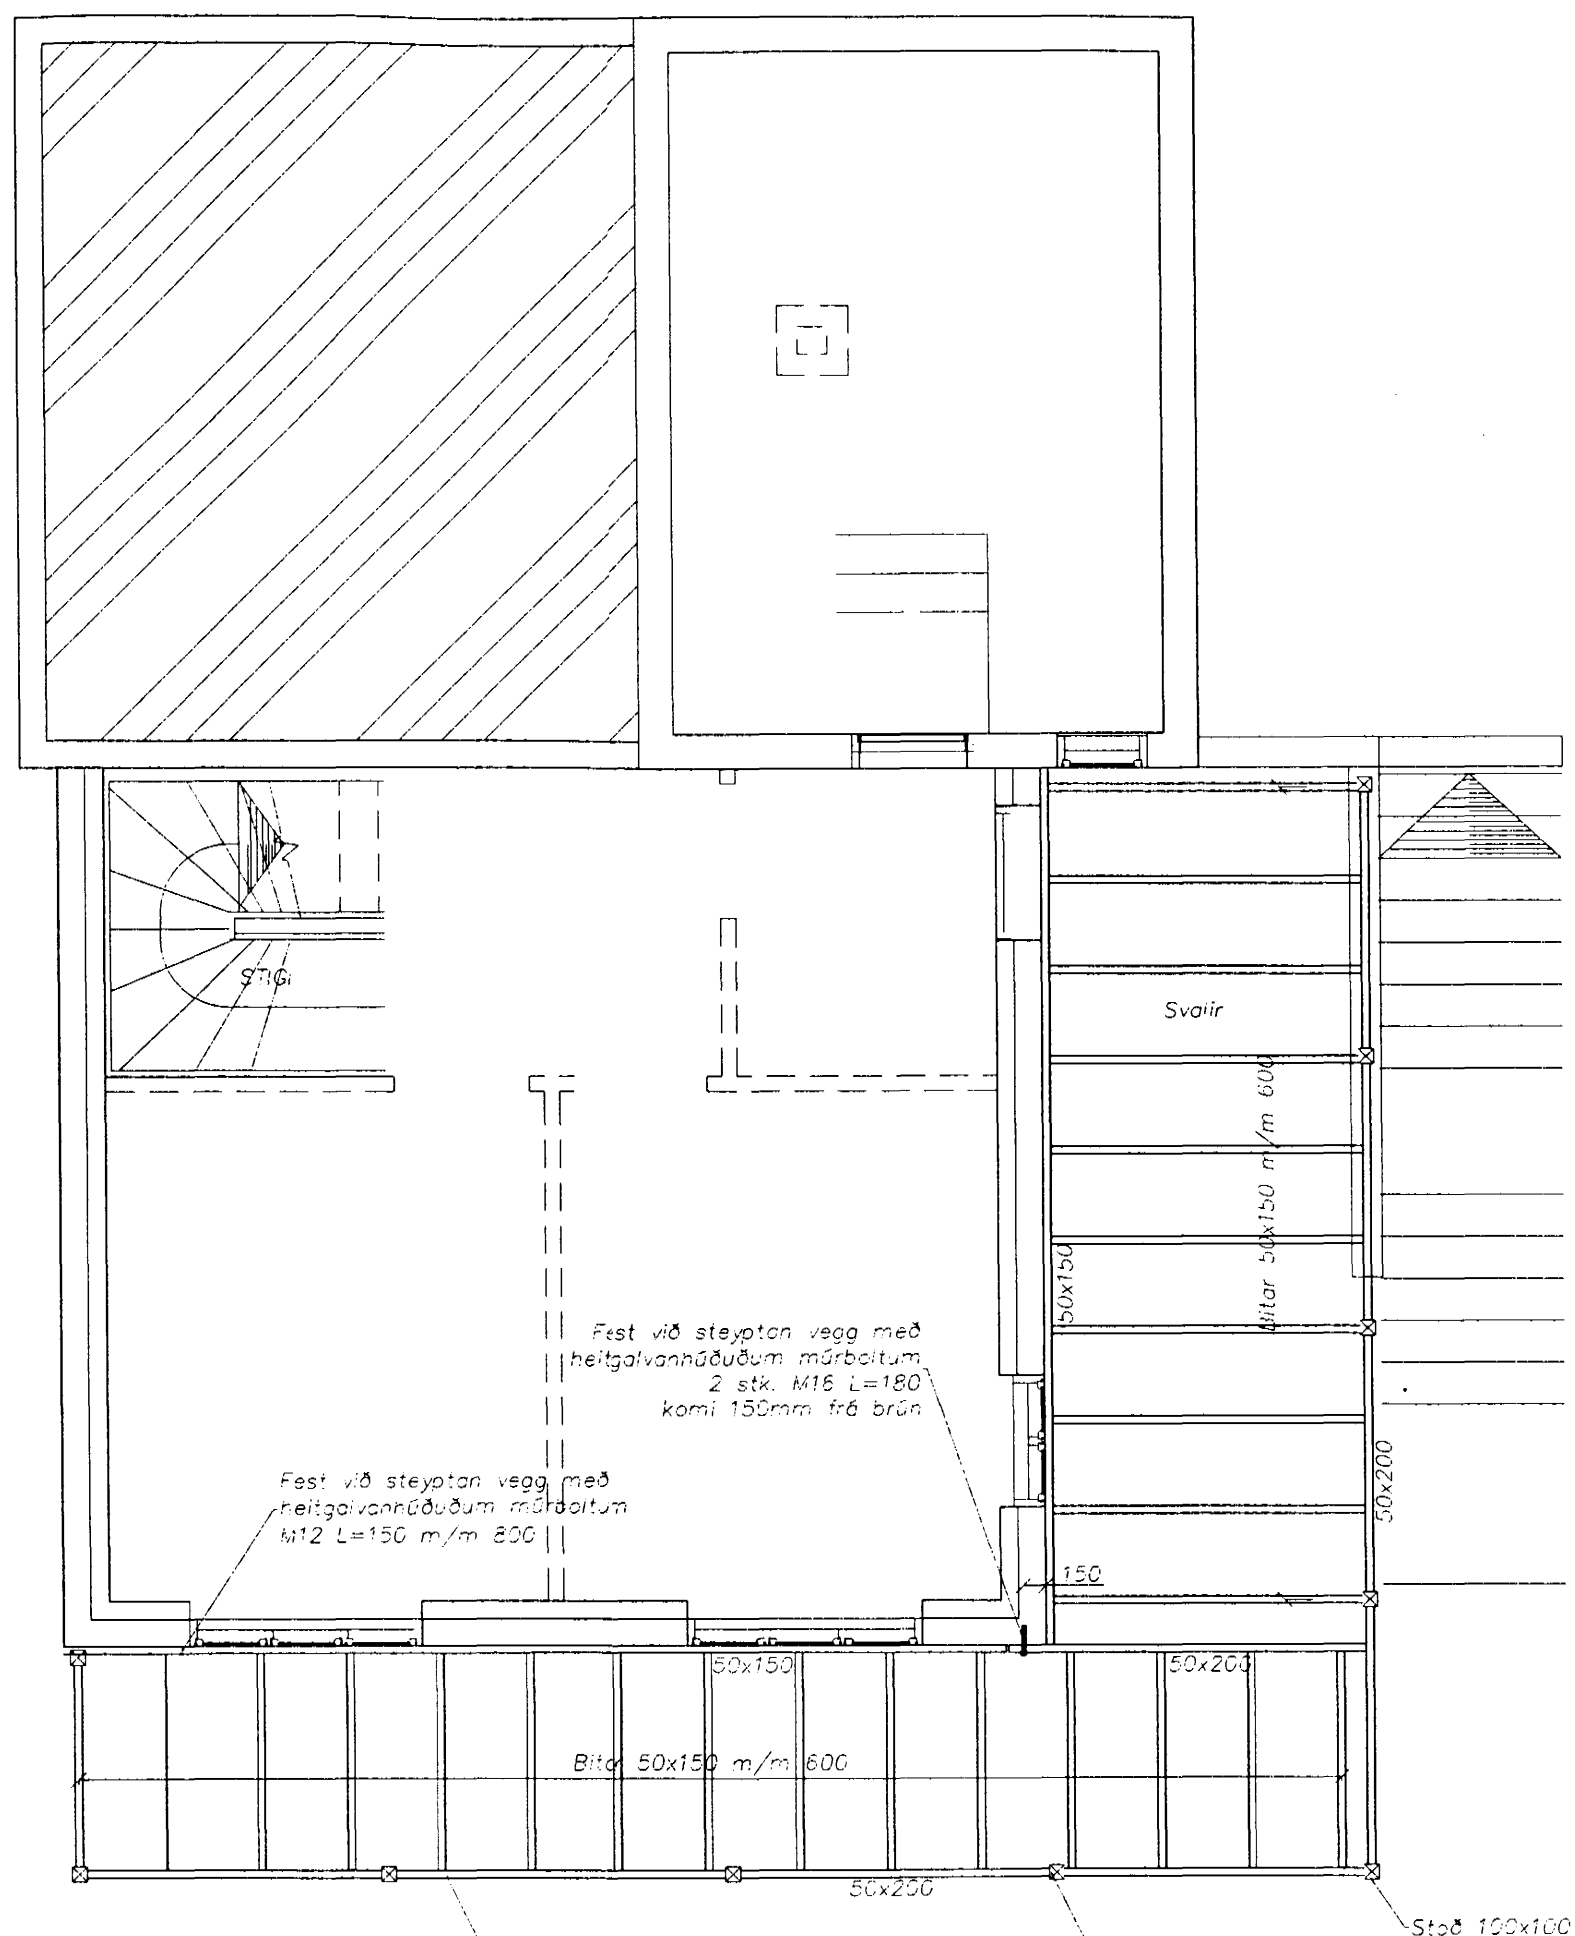 STIGI
Svalir
Bitar 50x150 m/m 600
50x150
Fest við steyptan vegg með
heitgalvanhúðuðum múrboltum
2 stk. M16 L=180
komi 150mm frá brún
50x200
Fest við steyptan vegg með
heitgalvanhúðuðum múrboltum
M12 L=150 m/m 800
150
50x150
50x200
Bitar 50x150 m/m 600
50x200
Stoð 100x100